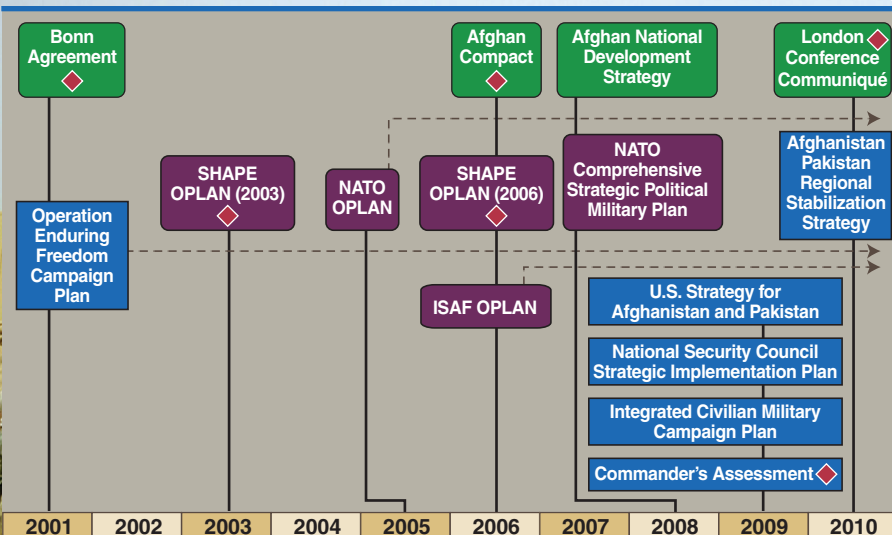 Bonn
Agreement
Afghan
Compact
Afghan National
Development
Strategy
London
Conference
Communiqué
SHAPE
OPLAN (2003)
NATO
OPLAN
SHAPE
OPLAN (2006)
NATO
Comprehensive
Strategic Political
Military Plan
Afghanistan
Pakistan
Regional
Stabilization
Strategy
Operation
Enduring
Freedom
Campaign
Plan
ISAF OPLAN
U.S. Strategy for
Afghanistan and Pakistan
National Security Council
Strategic Implementation Plan
Integrated Civilian Military
Campaign Plan
Commander's Assessment
2001 2002 2003 2004 2005 2006 2007 2008 2009 2010